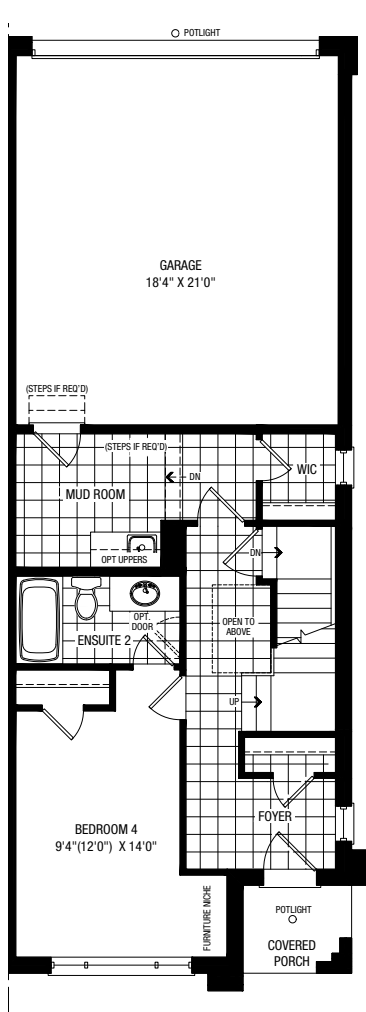 POTLIGHT
GARAGE
18'4" X 21'0"
(STEPS IF REQ'D)
(STEPS IF REQ'D)
WIC
DN
MUD ROOM
OPT UPPERS
DN
OPT.
DOOR
ENSUITE 2
OPEN TO
ABOVE
UP
FOYER
BEDROOM 4
9'4"(12'0") X 14'0"
FURNITURE NICHE
POTLIGHT
COVERED
PORCH